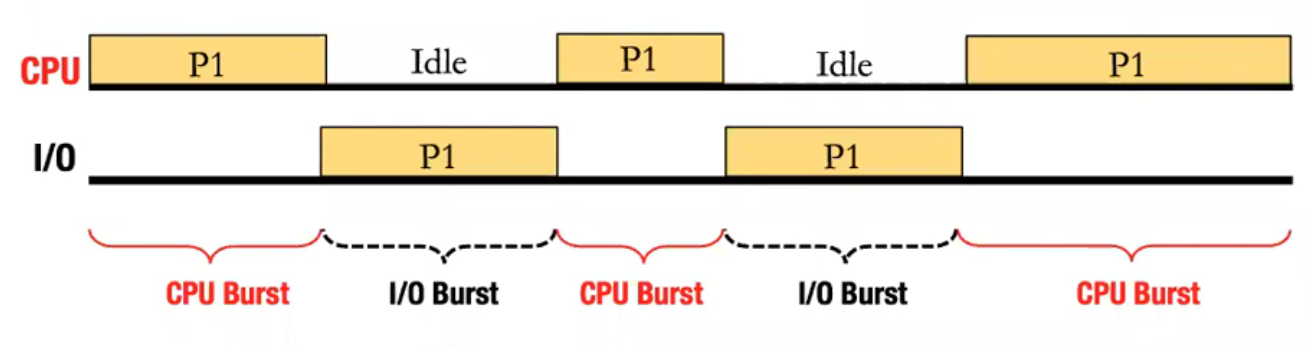 CPU P1 Idle P1 Idle P1
I/O P1 P1
CPU Burst I/O Burst CPU Burst I/O Burst CPU Burst